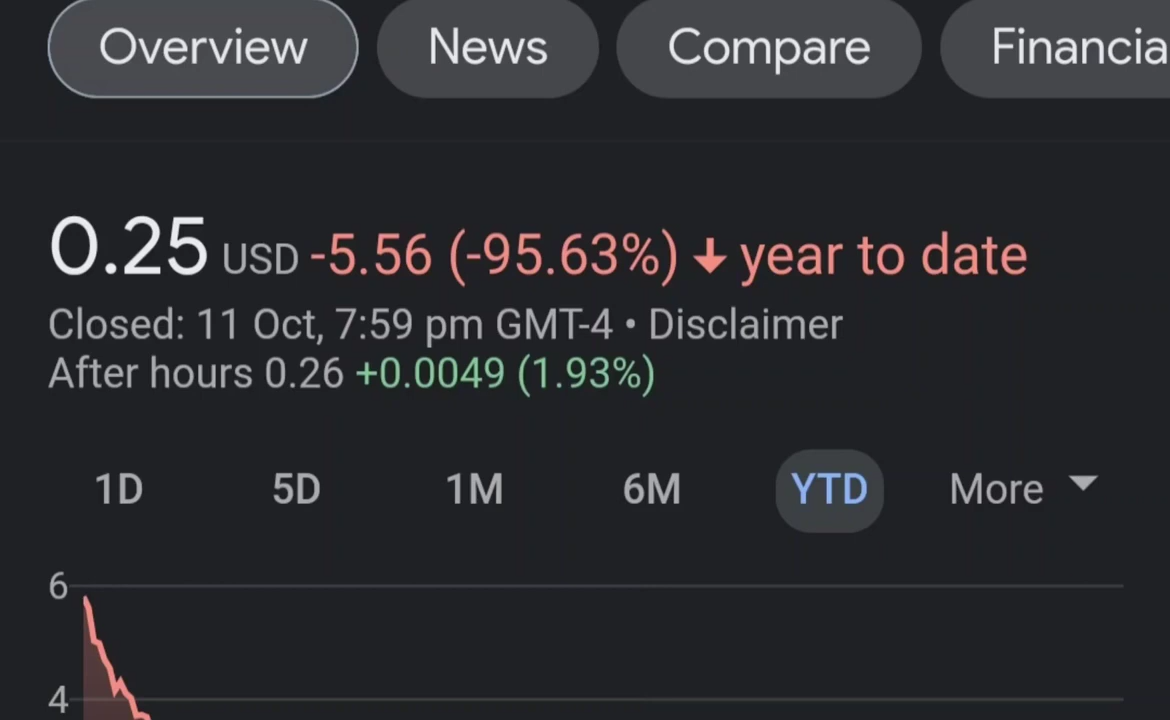 Overview News Compare Financia
0.25 USD -5.56 (-95.63%) ↓ year to date
Closed: 11 Oct, 7:59 pm GMT-4 • Disclaimer
After hours 0.26 +0.0049 (1.93%)
1D 5D 1M 6M YTD More
6
4